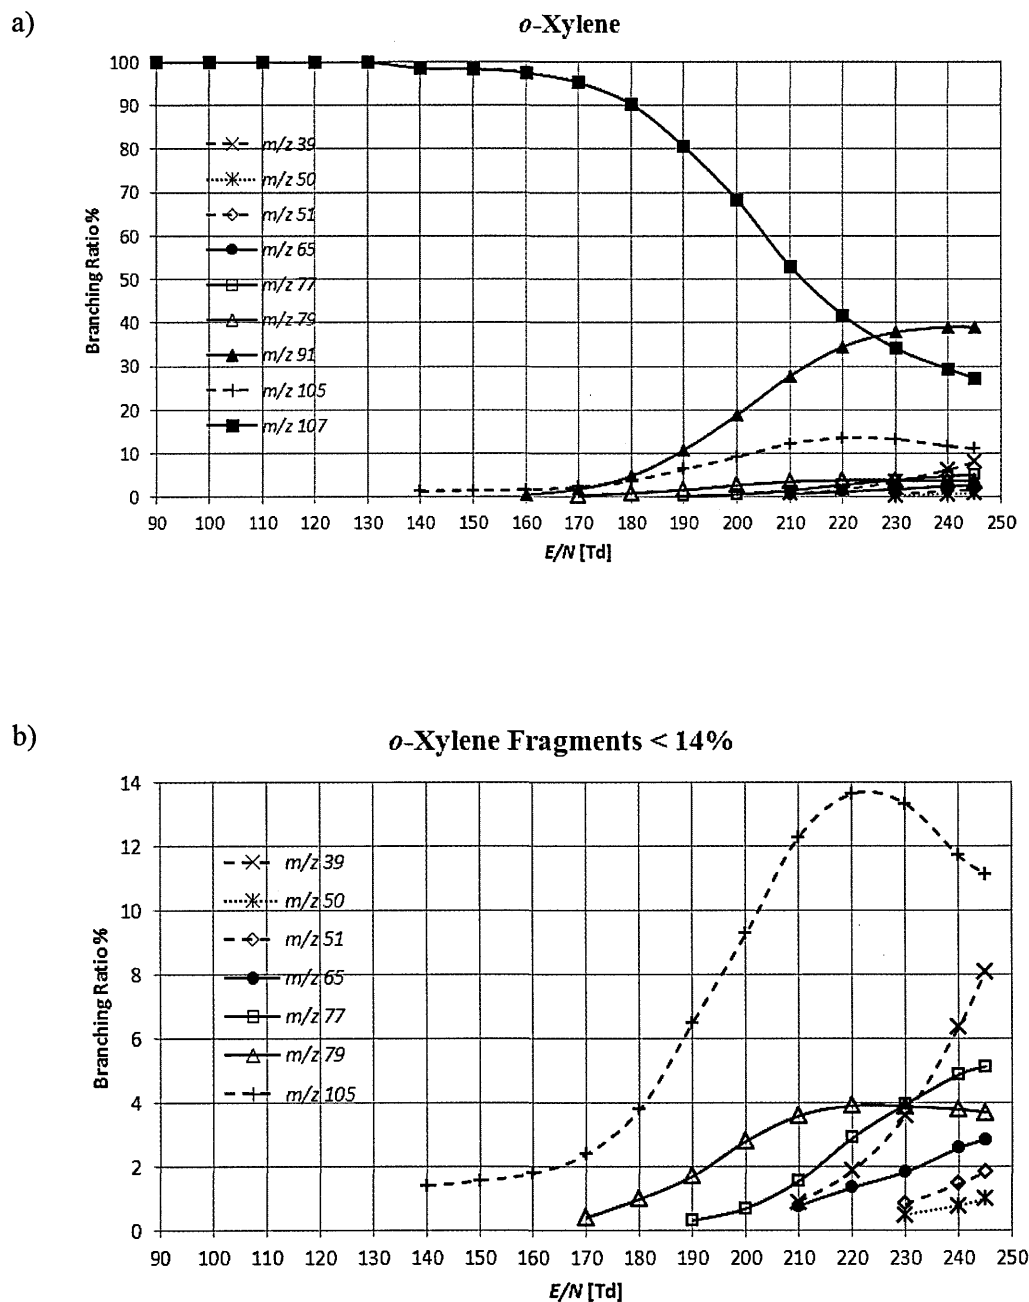 a)
o-Xylene
100
90
80
70
60
50
40
30
20
10
0
Branching Ratio%
m/z 39
m/z 50
m/z 51
m/z 65
m/z 77
m/z 79
m/z 91
m/z 105
m/z 107
90 100 110 120 130 140 150 160 170 180 190 200 210 220 230 240 250
E/N [Td]
b)
o-Xylene Fragments < 14%
14
12
10
8
6
4
2
0
Branching Ratio%
m/z 39
m/z 50
m/z 51
m/z 65
m/z 77
m/z 79
m/z 105
90 100 110 120 130 140 150 160 170 180 190 200 210 220 230 240 250
E/N [Td]